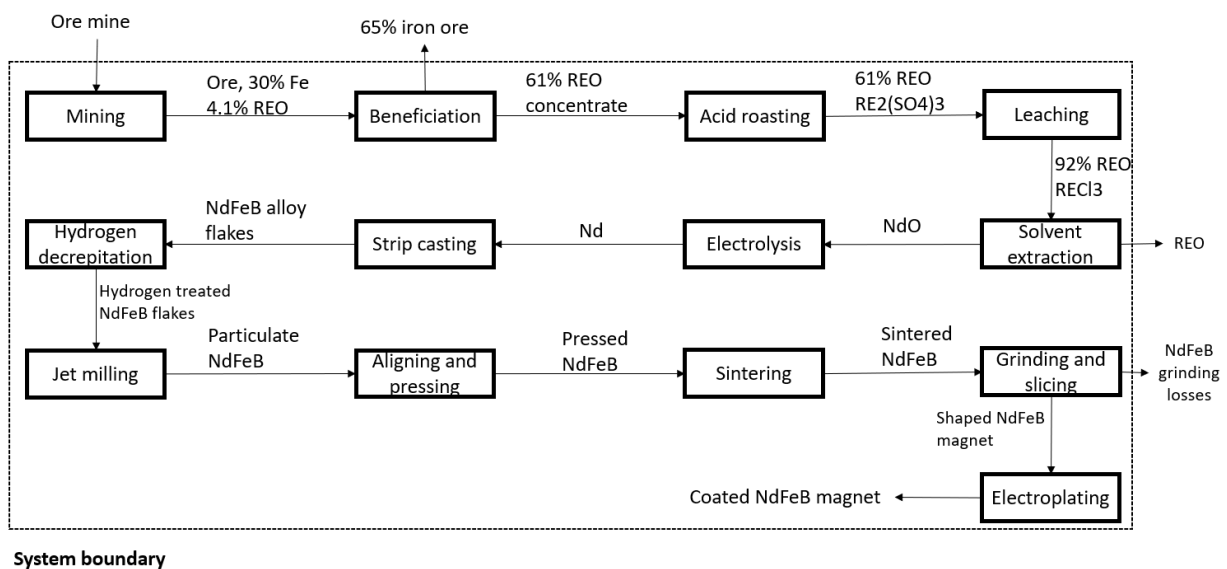 Ore mine
65% iron ore
Ore, 30% Fe
4.1% REO
61% REO
concentrate
61% REO
RE2(SO4)3
Mining
Beneficiation
Acid roasting
Leaching
92% REO
RECl3
NdFeB alloy
flakes
Nd
NdO
Hydrogen
decrepitation
Strip casting
Electrolysis
Solvent
extraction
REO
Hydrogen treated
NdFeB flakes
Particulate
NdFeB
Pressed
NdFeB
Sintered
NdFeB
Jet milling
Aligning and
pressing
Sintering
Grinding and
slicing
NdFeB
grinding
losses
Shaped NdFeB
magnet
Coated NdFeB magnet
Electroplating
System boundary